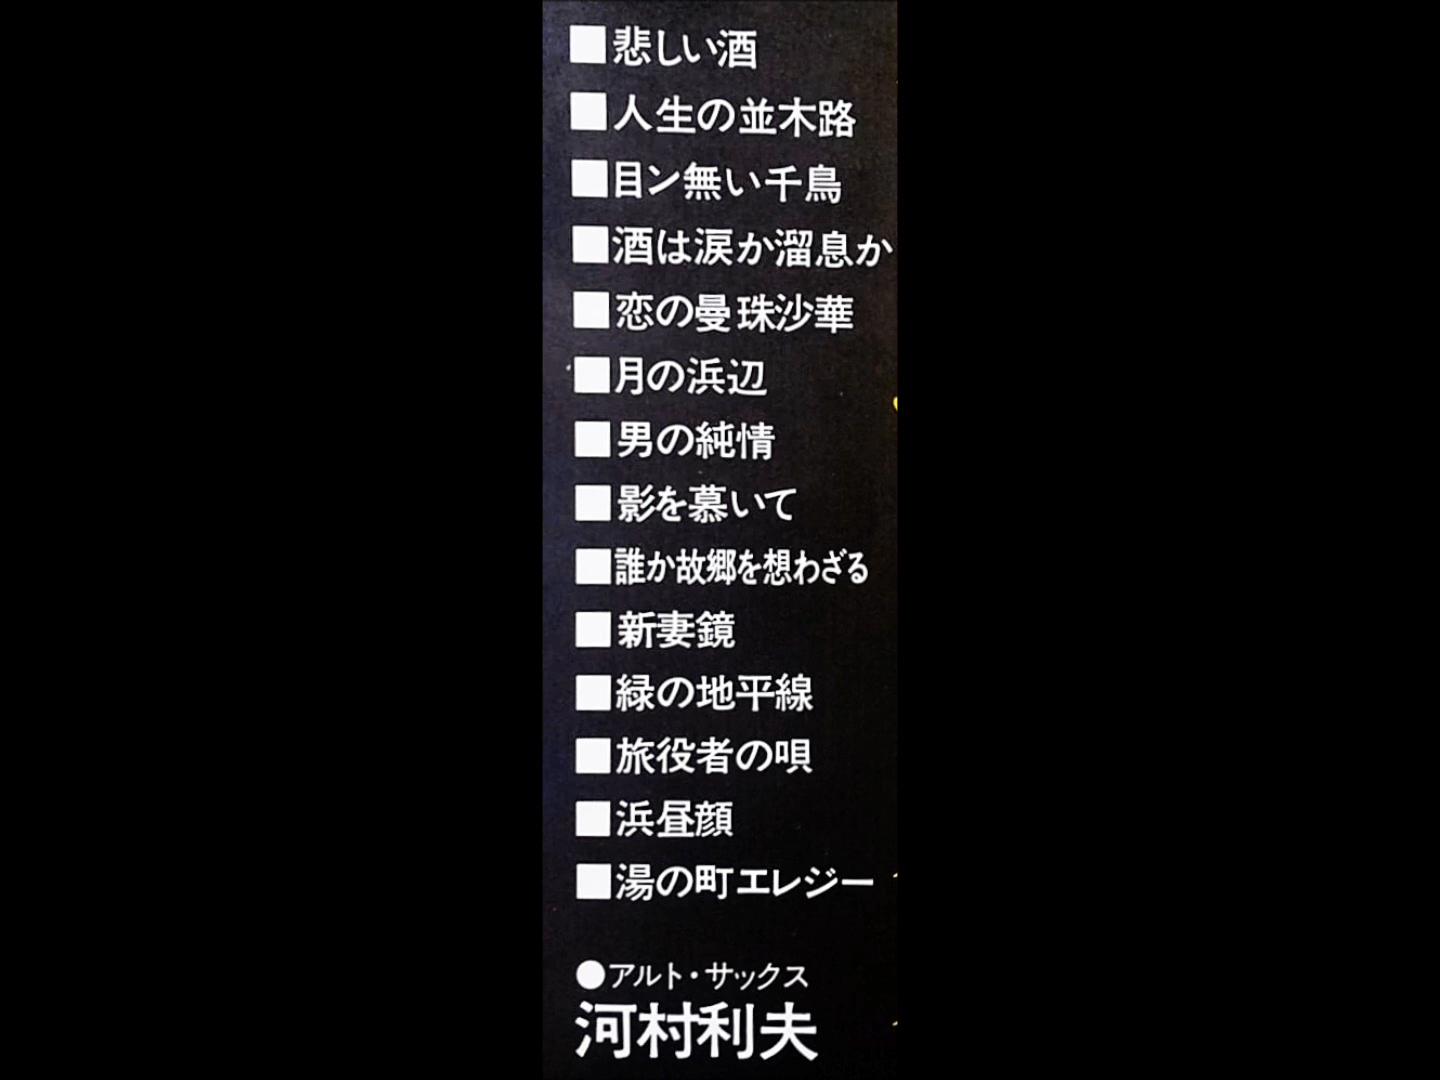 ■悲しい酒
■人生の並木路
■目ン無い千鳥
■酒は涙か溜息か
■恋の曼珠沙華
■月の浜辺
■男の純情
■影を慕いて
■誰か故郷を想わざる
■新妻鏡
■緑の地平線
■旅役者の唄
■浜昼顔
■湯の町エレジー
●アルト・サックス
河村利夫